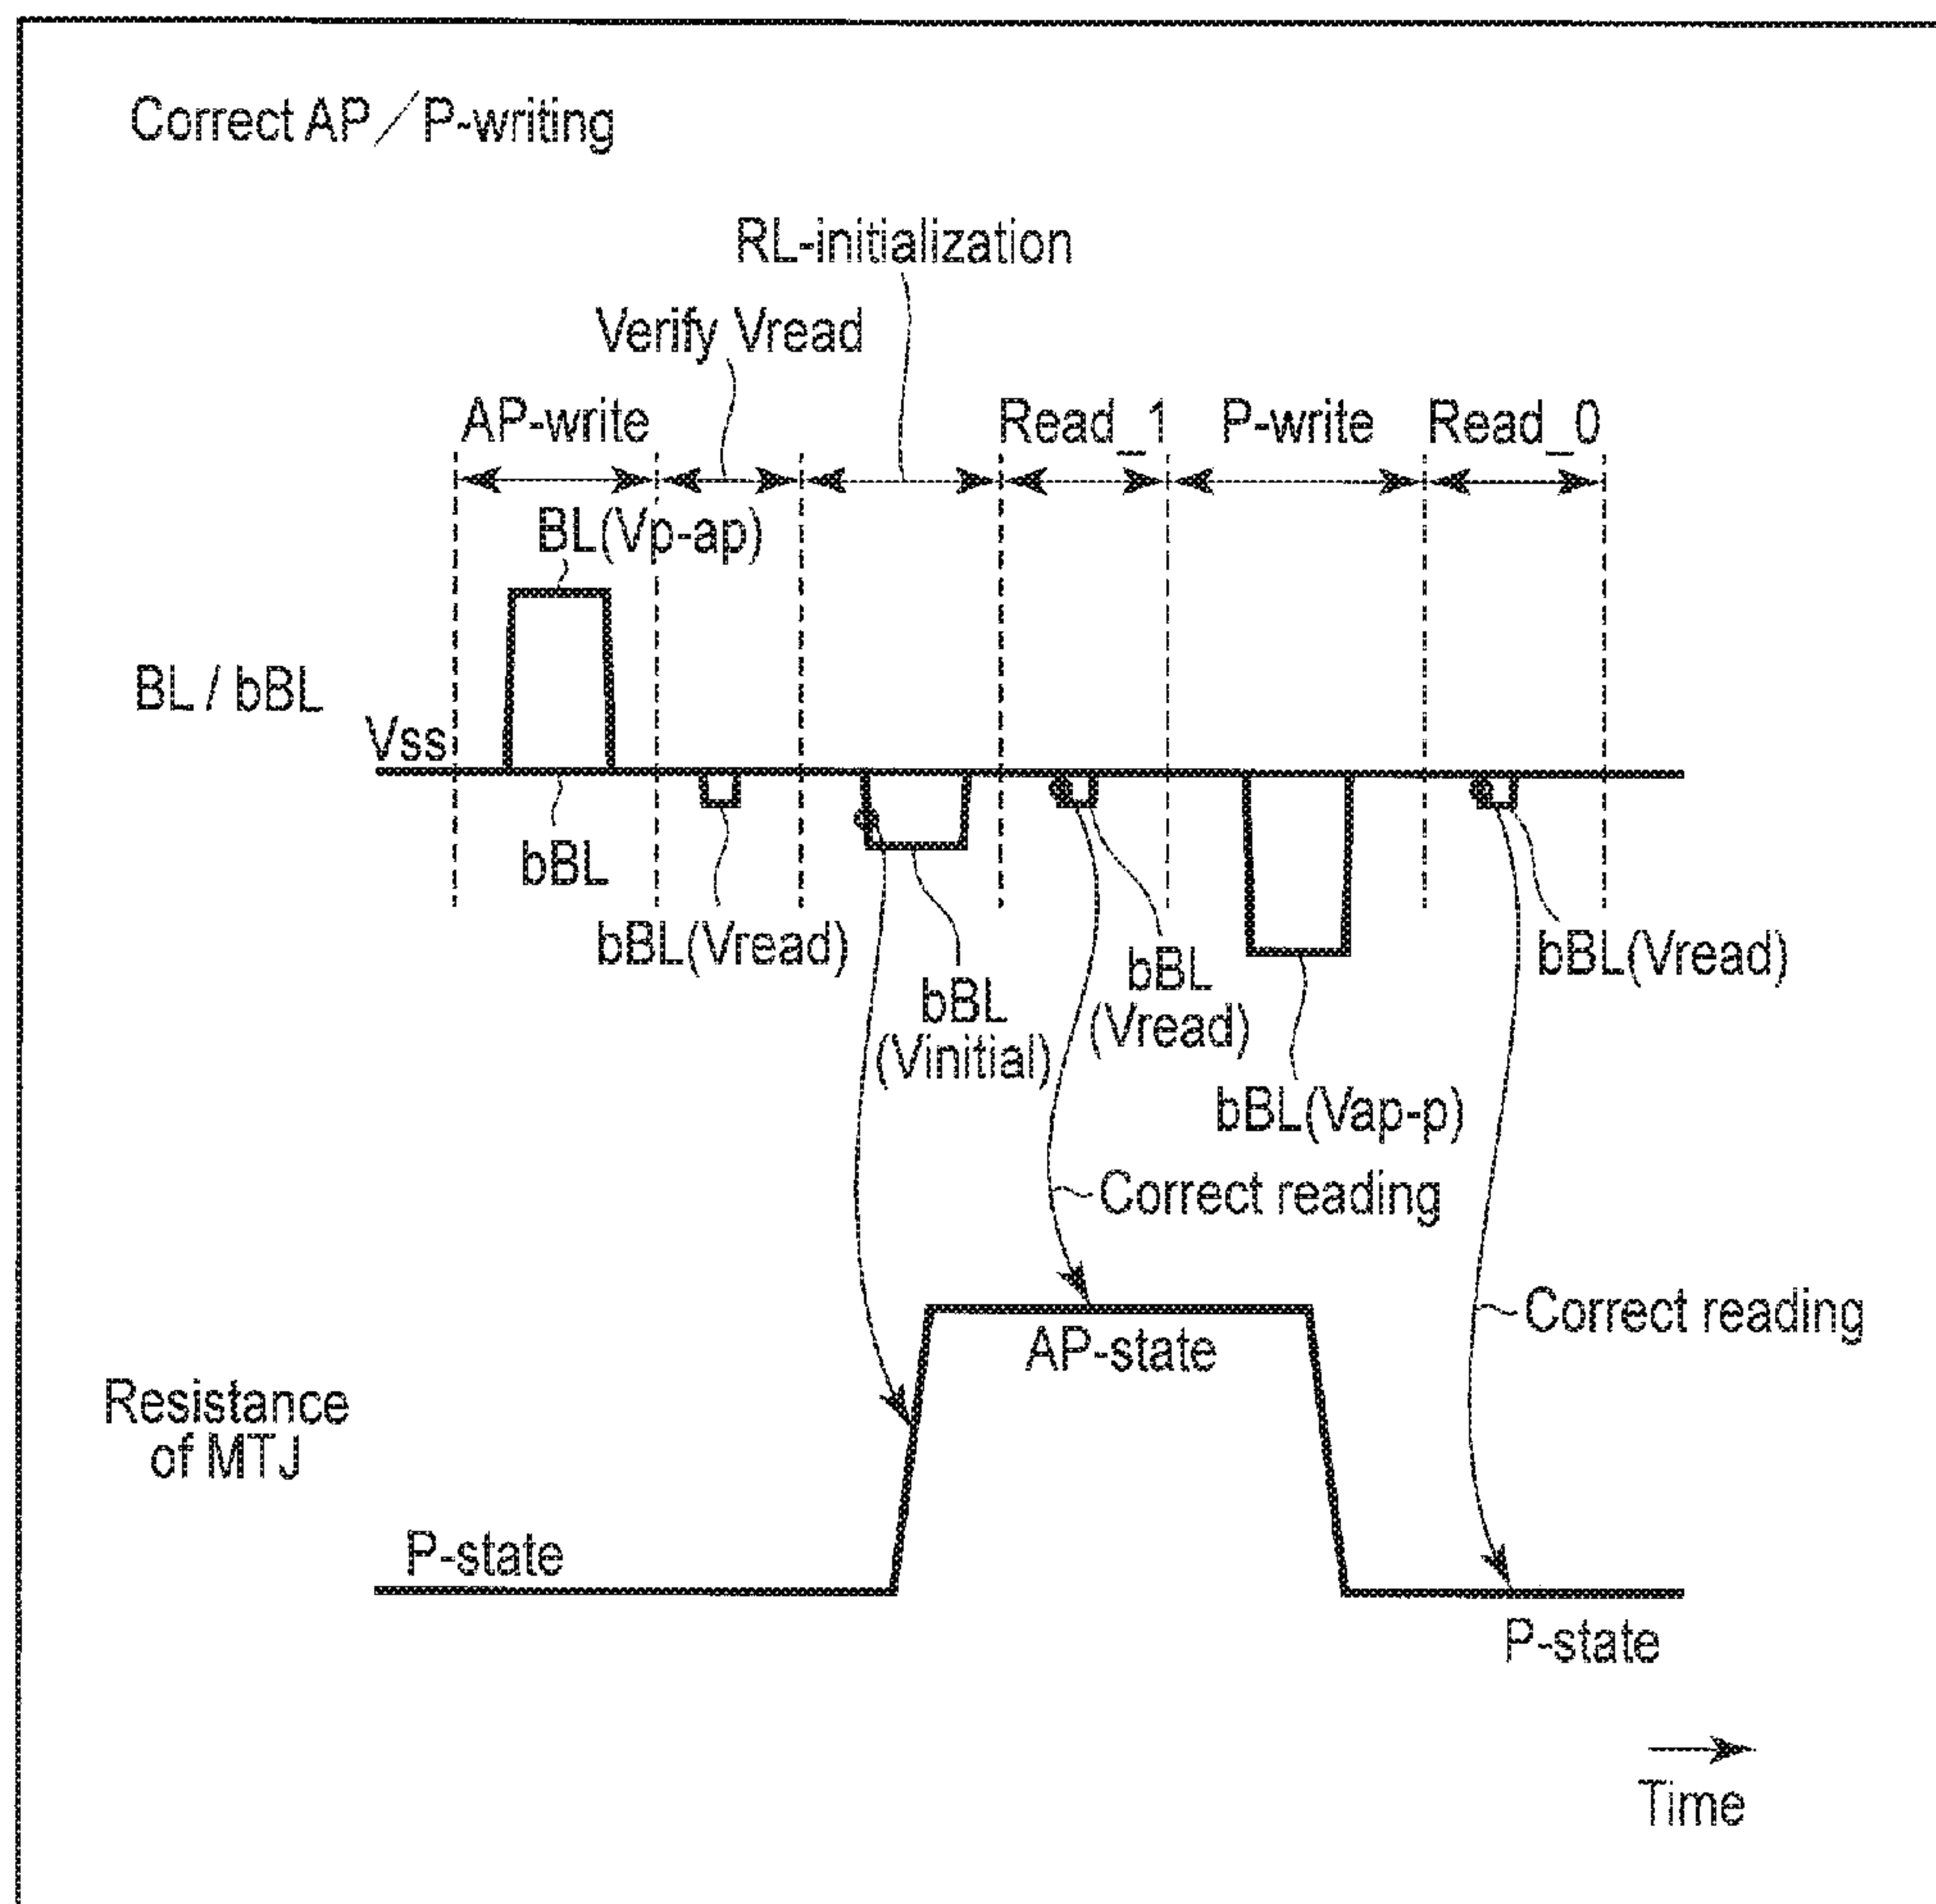 Correct AP/P-writing
RL-initialization
Verify Vread
AP-write
Read_1
P-write
Read_0
BL(Vp-ap)
BL / bBL
Vss
bBL
bBL(Vread)
bBL
(Vinitial)
bBL
(Vread)
bBL(Vap-p)
bBL(Vread)
Correct reading
Correct reading
AP-state
Resistance
of MTJ
P-state
P-state
Time